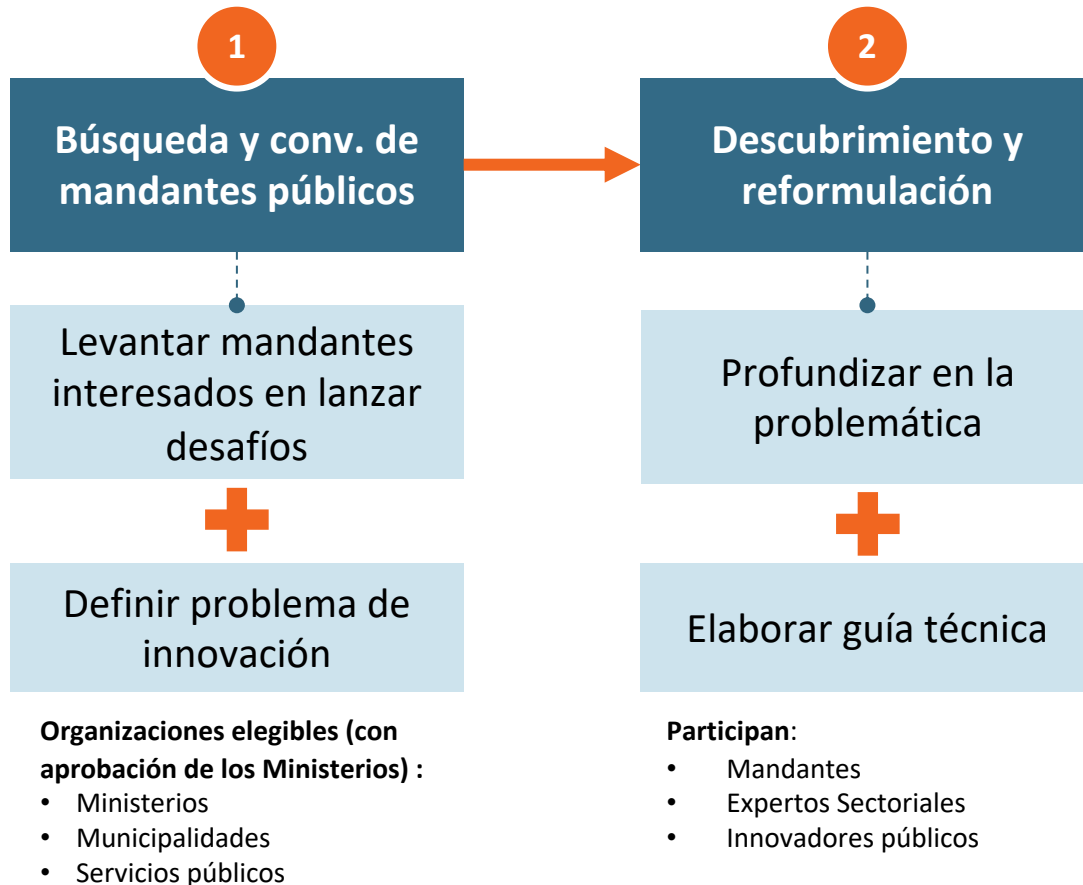 1
Búsqueda y conv. de
mandantes públicos
Levantar mandantes
interesados en lanzar
desafíos
Definir problema de
innovación
Organizaciones elegibles (con
aprobación de los Ministerios) :
• Ministerios
• Municipalidades
• Servicios públicos
2
Descubrimiento y
reformulación
Profundizar en la
problemática
Elaborar guía técnica
Participan:
• Mandantes
• Expertos Sectoriales
• Innovadores públicos